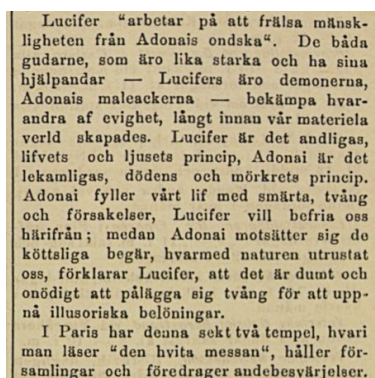 Lucifer “arbetar på att frälsa mänsk-
ligheten från Adonais ondska“. De båda
gudarne, som äro lika starka och ha sina
hjälpandar — Lucifers äro demonerna,
Adonais maleackerna — bekämpa hvar-
andra af evighet, långt innan vår materiela
verld skapades. Lucifer är det andligas,
lifvets och ljusets princip, Adonai är det
lekamligas, dödens och mörkrets princip.
Adonai fyller vårt lif med smärta, tvång
och försakelser, Lucifer vill befria oss
härifrån; medan Adonai motsätter sig de
köttsliga begär, hvarmed naturen utrustat
oss, förklarar Lucifer, att det är dumt och
onödigt att pålägga sig tvång för att upp-
nå illusoriska belöningar.
I Paris har denna sekt två tempel, hvari
man läser “den hvita messan“, håller för-
samlingar och föredrager andebesvärjelser.